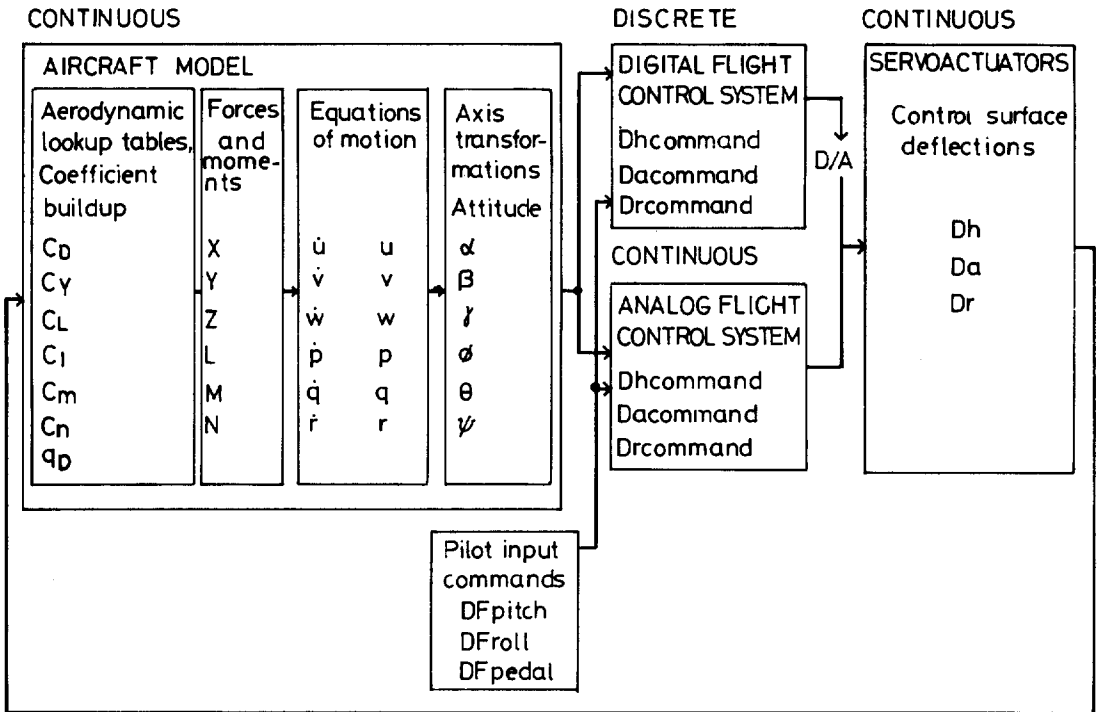 CONTINUOUS
AIRCRAFT MODEL
Aerodynamic
lookup tables,
Coefficient
buildup
CD
CY
CL
Cl
Cm
Cn
qD
Forces
and
mome-
nts
X
Y
Z
L
M
N
Equations
of motion
u̇ u
v̇ v
ẇ w
ṗ p
q̇ q
ṙ r
Axis
transfor-
mations
Attitude
α
β
γ
ø
θ
ψ
DISCRETE
DIGITAL FLIGHT
CONTROL SYSTEM
Dhcommand
Dacommand
Drcommand
D/A
CONTINUOUS
ANALOG FLIGHT
CONTROL SYSTEM
Dhcommand
Dacommand
Drcommand
CONTINUOUS
SERVOACTUATORS
Control surface
deflections
Dh
Da
Dr
Pilot input
commands
DFpitch
DFroll
DFpedal